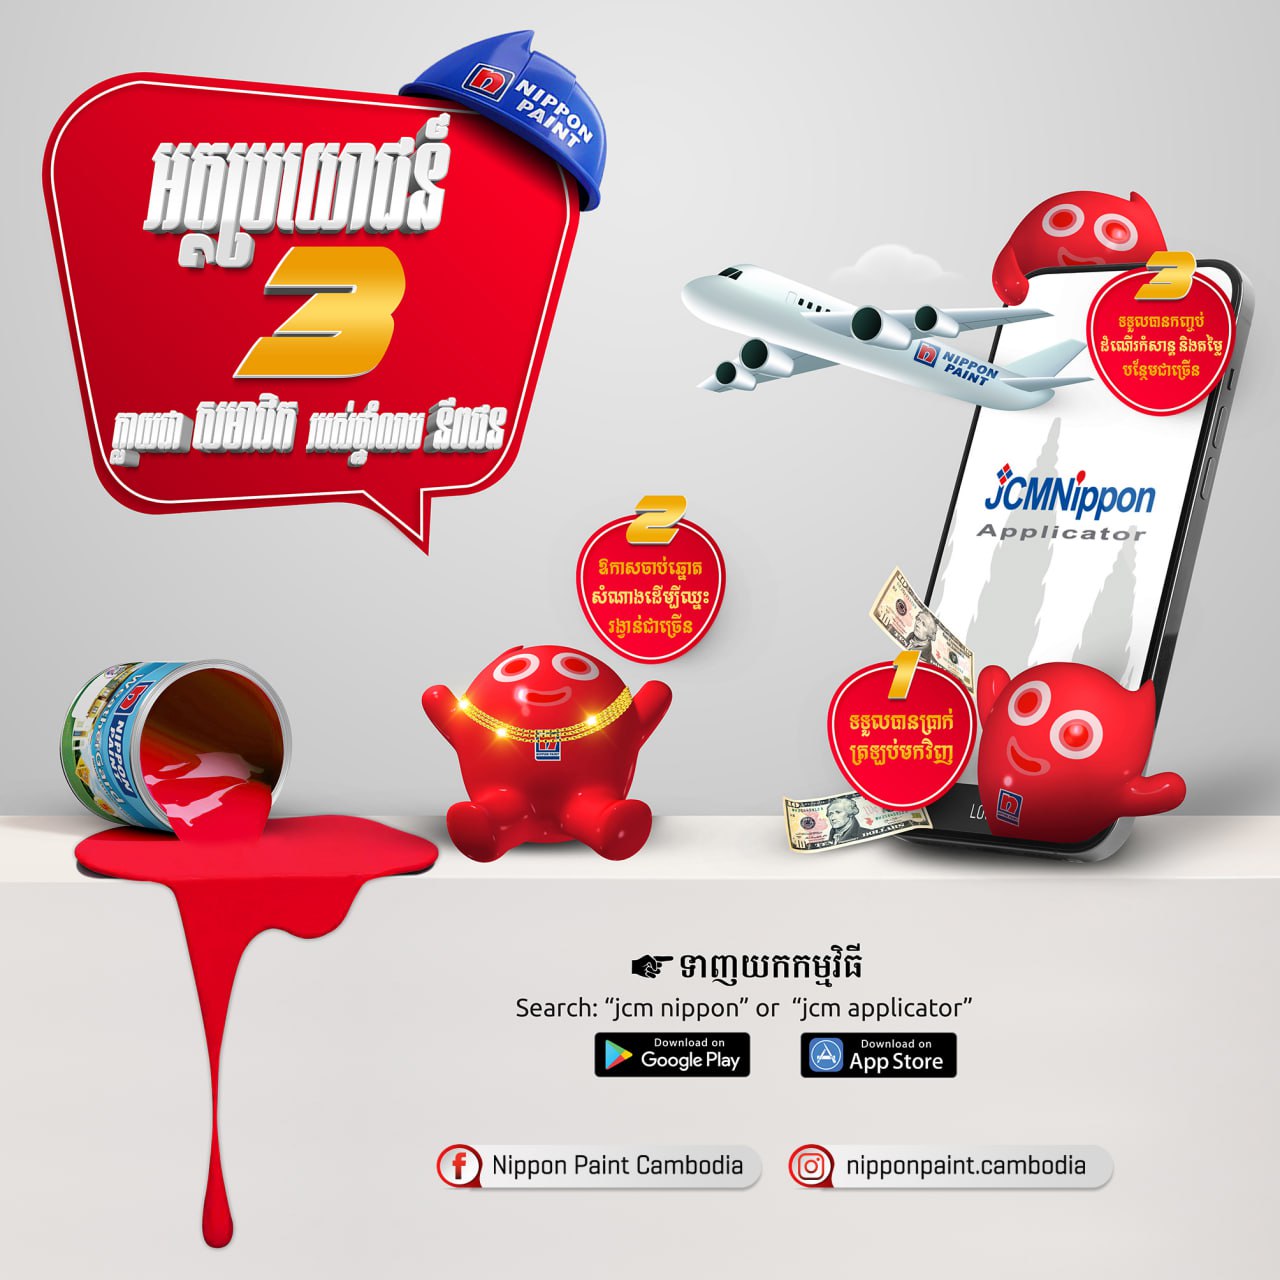 NIPPON
PAINT
អត្ថប្រយោជន៍
3
ក្លាយជា សមាជិក របស់ថ្នាំលាប នីពផន
NIPPON
PAINT
3
ទទួលបានកញ្ចប់
ដំណើរកំសាន្ត និងតម្លៃ
បន្ថែមជាច្រើន
JCMNippon
Applicator
2
ឱកាសចាប់ឆ្នោត
សំណាងដើម្បីឈ្នះ
រង្វាន់ជាច្រើន
1
ទទួលបានប្រាក់
ត្រឡប់មកវិញ
NIPPON
PAINT
ទាញយកកម្មវិធី
Search: “jcm nippon” or “jcm applicator”
Download on
Google Play
Download on
App Store
Nippon Paint Cambodia
nipponpaint.cambodia